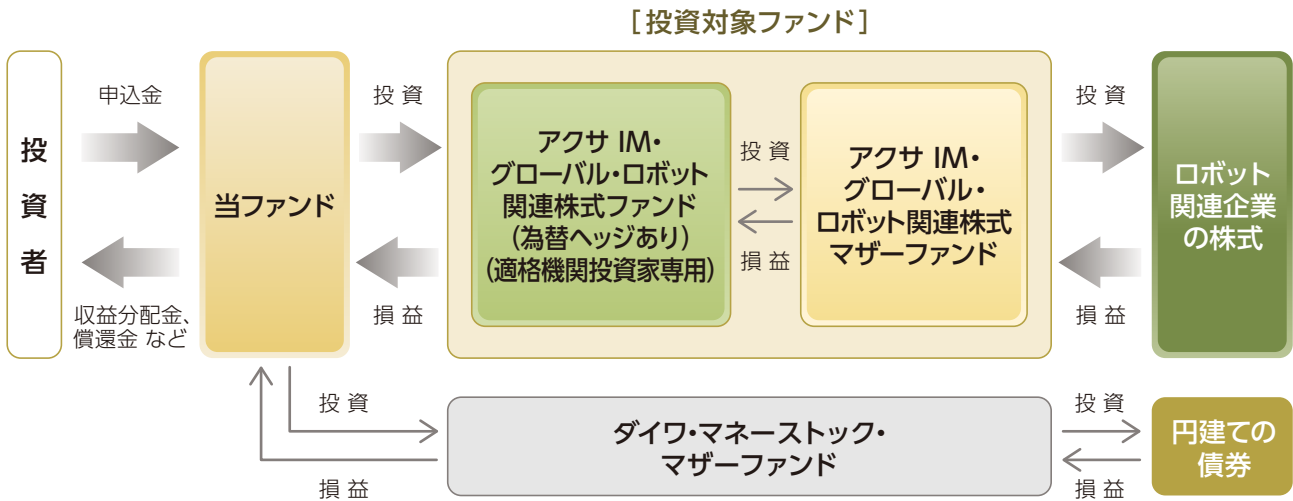 ［投資対象ファンド］
投資者
申込金
収益分配金、
償還金 など
当ファンド
投 資
損 益
アクサ IM・
グローバル・ロボット
関連株式ファンド
(為替ヘッジあり)
(適格機関投資家専用)
投 資
損 益
アクサ IM・
グローバル・
ロボット関連株式
マザーファンド
投 資
損 益
ロボット
関連企業
の株式
投 資
損 益
ダイワ・マネーストック・
マザーファンド
投 資
損 益
円建ての
債券